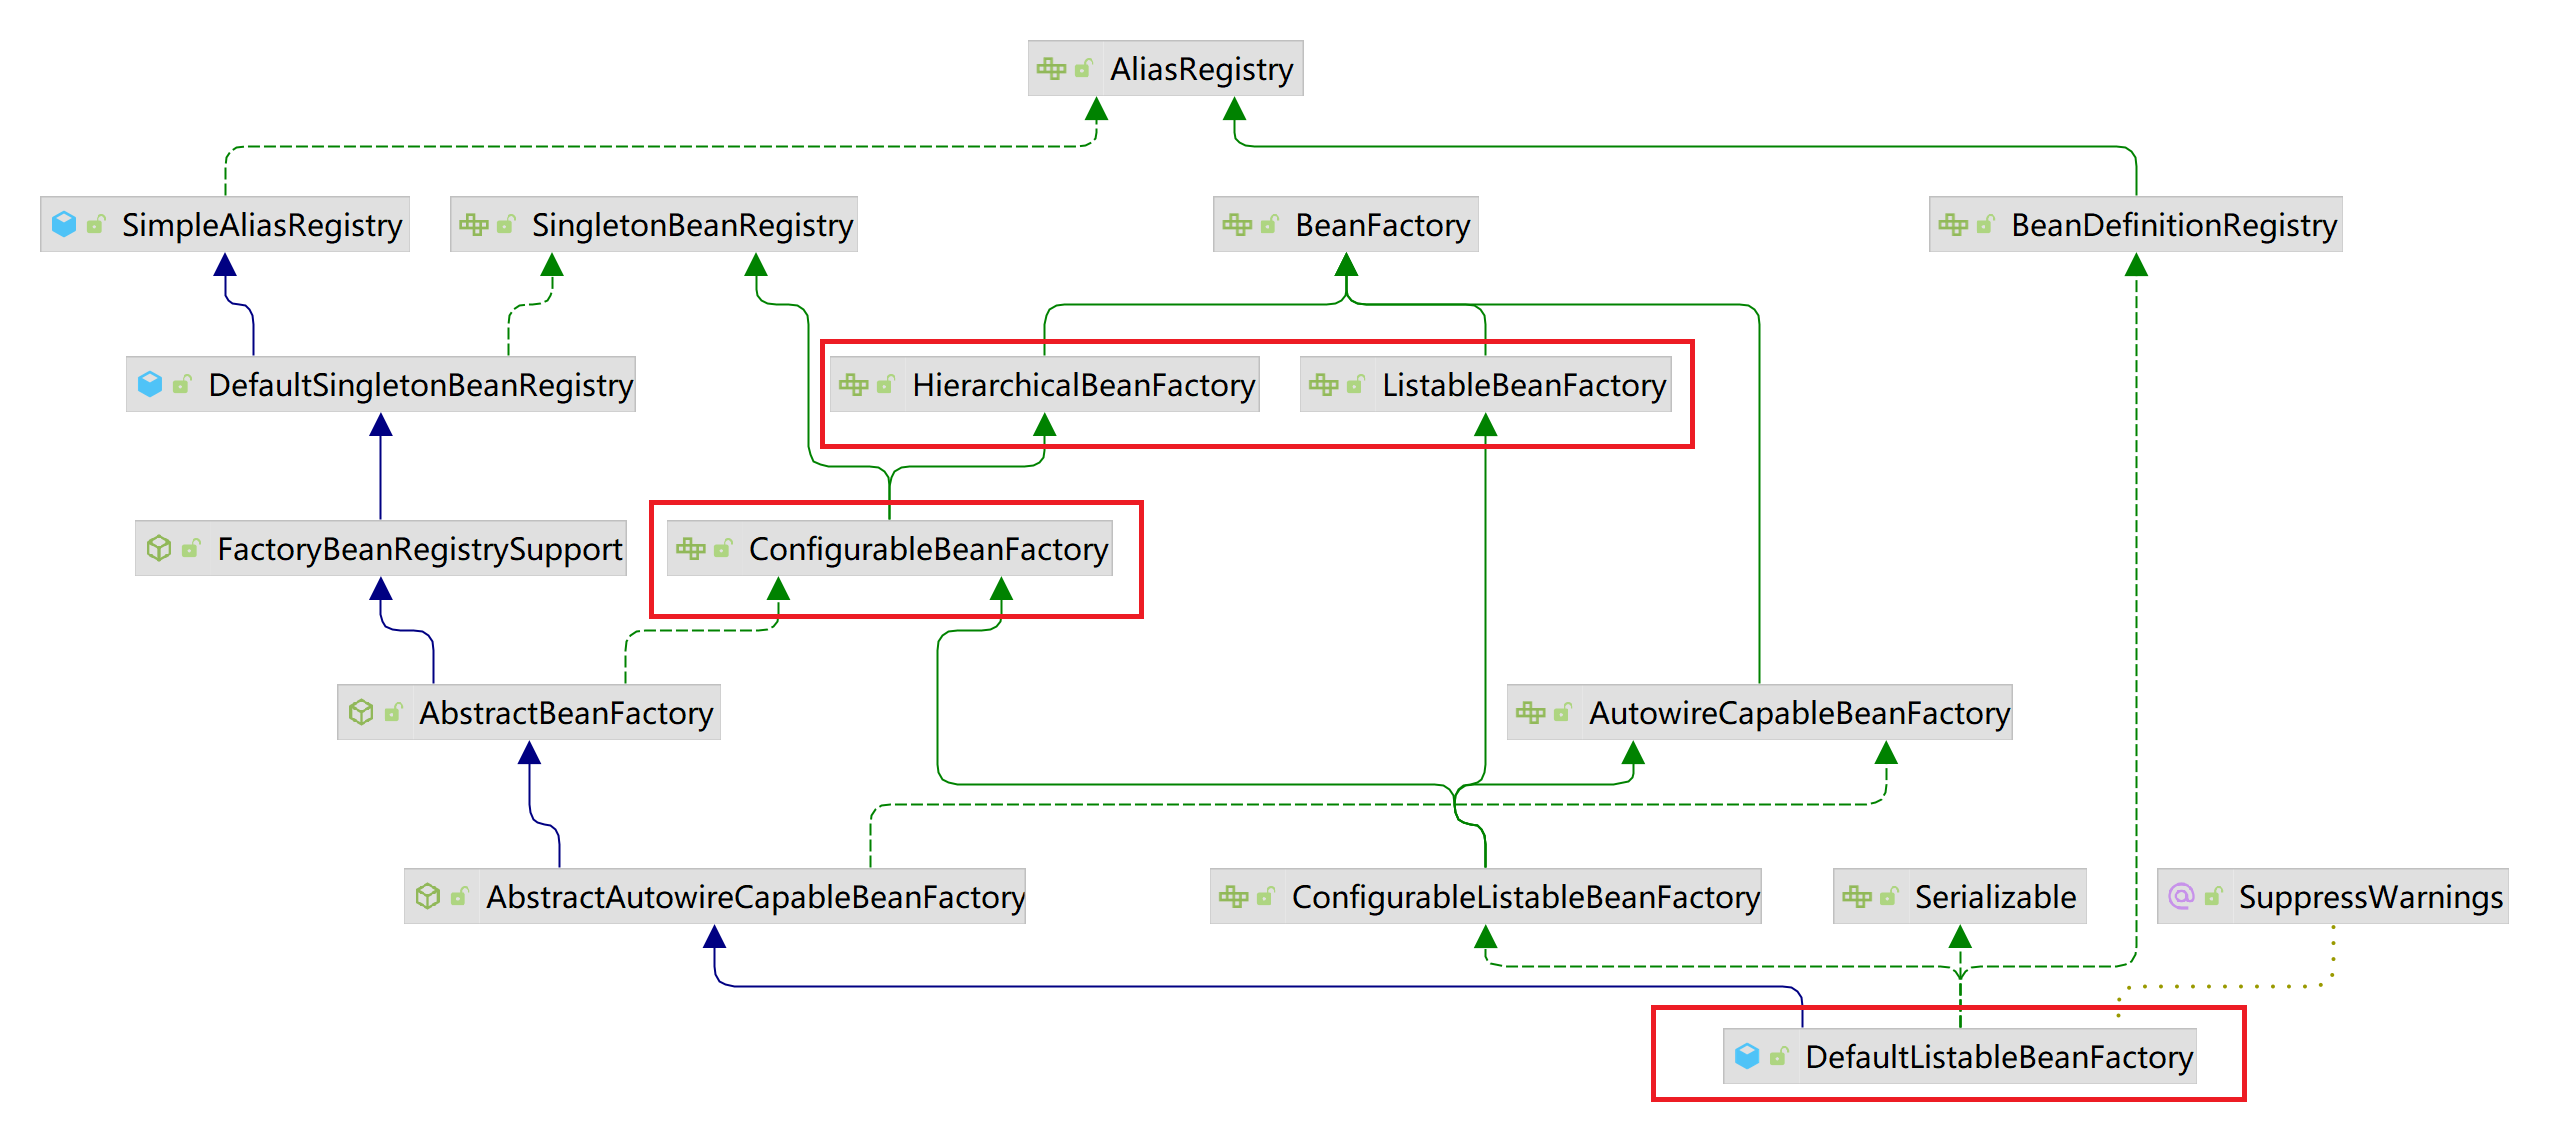 AliasRegistry
SimpleAliasRegistry
SingletonBeanRegistry
BeanFactory
BeanDefinitionRegistry
DefaultSingletonBeanRegistry
HierarchicalBeanFactory
ListableBeanFactory
FactoryBeanRegistrySupport
ConfigurableBeanFactory
AbstractBeanFactory
AutowireCapableBeanFactory
AbstractAutowireCapableBeanFactory
ConfigurableListableBeanFactory
Serializable
SuppressWarnings
DefaultListableBeanFactory